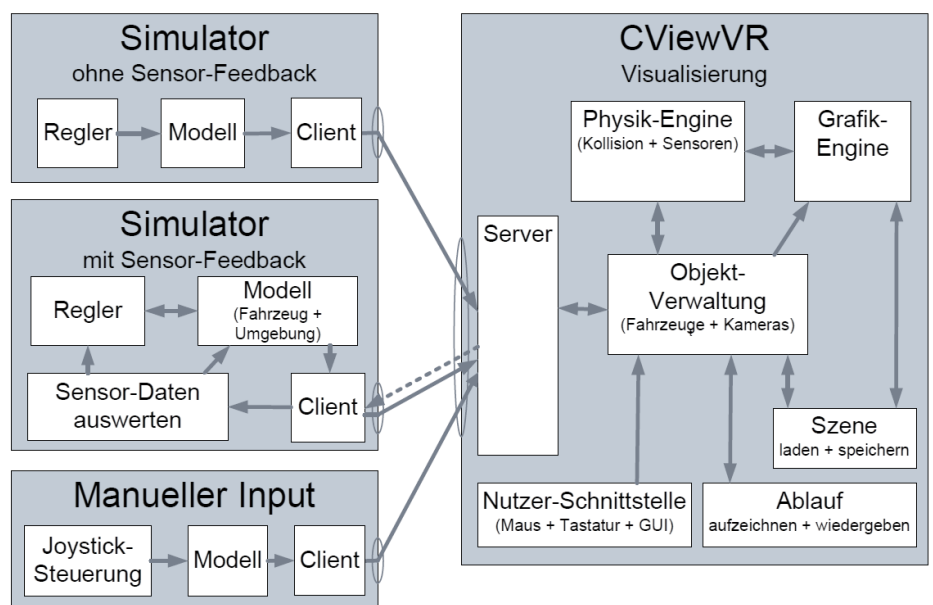 Simulator
ohne Sensor-Feedback
Regler
Modell
Client
Simulator
mit Sensor-Feedback
Regler
Modell
(Fahrzeug +
Umgebung)
Sensor-Daten
auswerten
Client
Manueller Input
Joystick-
Steuerung
Modell
Client
CViewVR
Visualisierung
Physik-Engine
(Kollision + Sensoren)
Grafik-
Engine
Server
Objekt-
Verwaltung
(Fahrzeuge + Kameras)
Szene
laden + speichern
Nutzer-Schnittstelle
(Maus + Tastatur + GUI)
Ablauf
aufzeichnen + wiedergeben